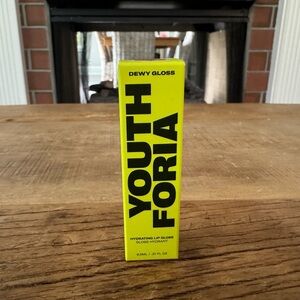 DEWY GLOSS
YOUTH
FORIA
HYDRATING LIP GLOSS
GLOSS HYDRATANT